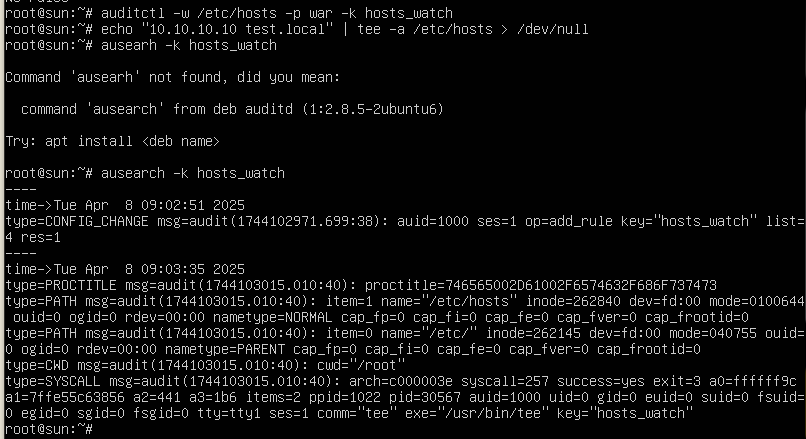 root@sun:~# auditctl -w /etc/hosts -p war -k hosts_watch
root@sun:~# echo "10.10.10.10 test.local" | tee -a /etc/hosts > /dev/null
root@sun:~# ausearh -k hosts_watch

Command 'ausearh' not found, did you mean:

  command 'ausearch' from deb auditd (1:2.8.5-2ubuntu6)

Try: apt install <deb name>

root@sun:~# ausearch -k hosts_watch
----
time->Tue Apr  8 09:02:51 2025
type=CONFIG_CHANGE msg=audit(1744102971.699:38): auid=1000 ses=1 op=add_rule key="hosts_watch" list=
4 res=1
----
time->Tue Apr  8 09:03:35 2025
type=PROCTITLE msg=audit(1744103015.010:40): proctitle=746565002D61002F6574632F686F737473
type=PATH msg=audit(1744103015.010:40): item=1 name="/etc/hosts" inode=262840 dev=fd:00 mode=0100644
 ouid=0 ogid=0 rdev=00:00 nametype=NORMAL cap_fp=0 cap_fi=0 cap_fe=0 cap_fver=0 cap_frootid=0
type=PATH msg=audit(1744103015.010:40): item=0 name="/etc/" inode=262145 dev=fd:00 mode=040755 ouid=
0 ogid=0 rdev=00:00 nametype=PARENT cap_fp=0 cap_fi=0 cap_fe=0 cap_fver=0 cap_frootid=0
type=CWD msg=audit(1744103015.010:40): cwd="/root"
type=SYSCALL msg=audit(1744103015.010:40): arch=c000003e syscall=257 success=yes exit=3 a0=ffffff9c
a1=7ffe55c63856 a2=441 a3=1b6 items=2 ppid=1022 pid=30567 auid=1000 uid=0 gid=0 euid=0 suid=0 fsuid=
0 egid=0 sgid=0 fsgid=0 tty=tty1 ses=1 comm="tee" exe="/usr/bin/tee" key="hosts_watch"
root@sun:~#